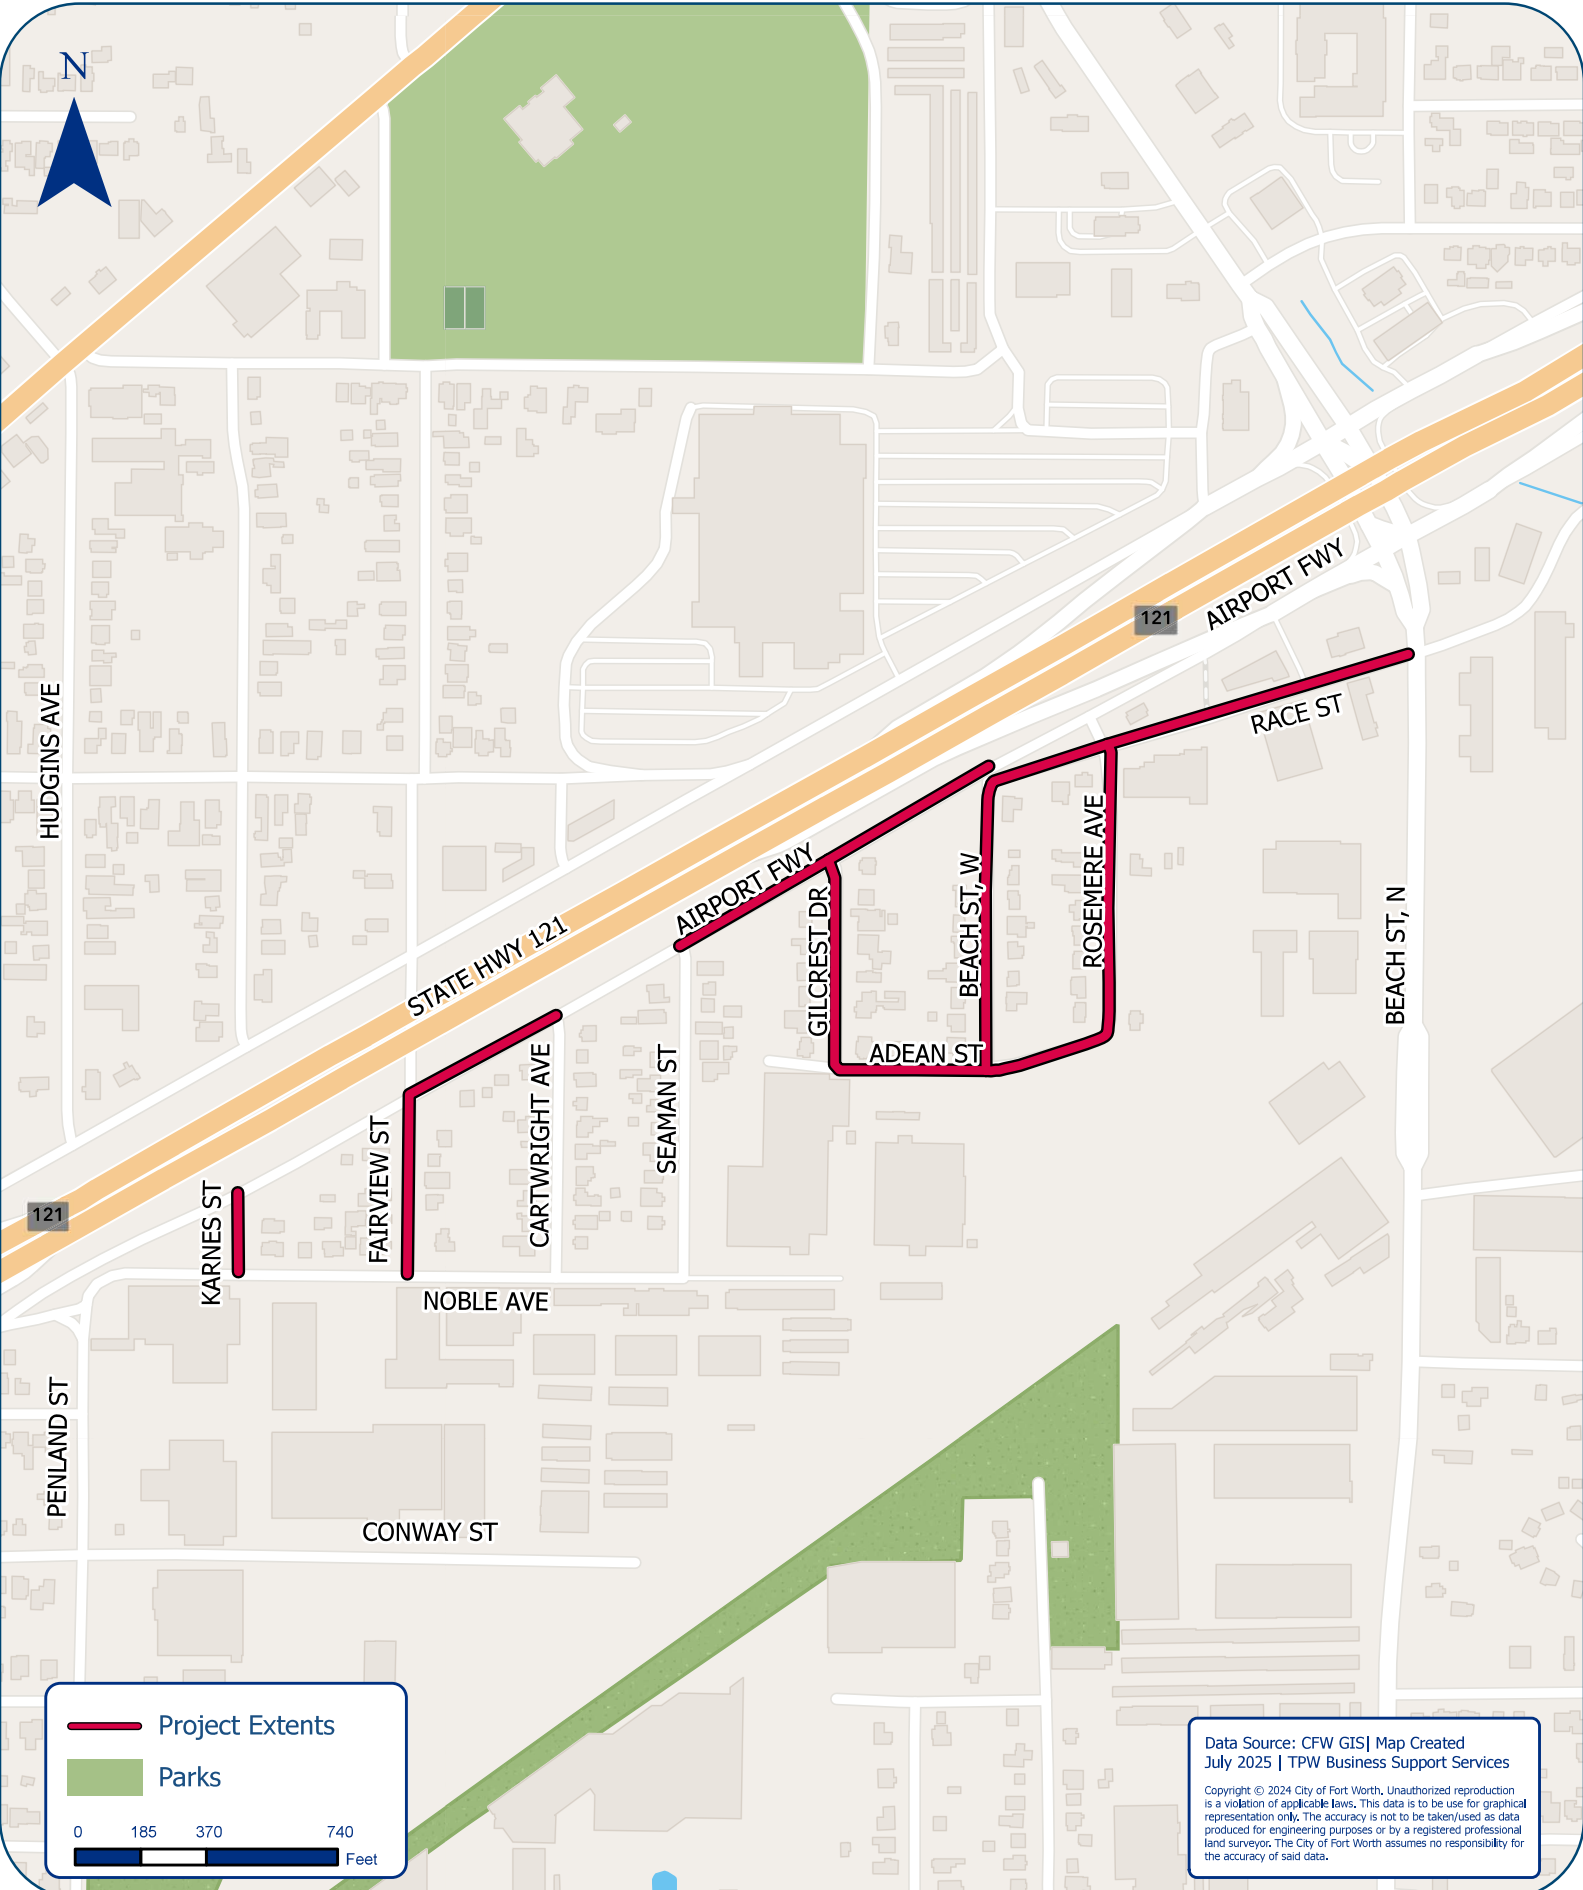 N
121
AIRPORT FWY
RACE ST
HUDGINS AVE
AIRPORT FWY
GILCREST DR
BEACH ST, W
ROSEMERE AVE
BEACH ST, N
STATE HWY 121
ADEAN ST
CARTWRIGHT AVE
SEAMAN ST
FAIRVIEW ST
KARNES ST
121
NOBLE AVE
PENLAND ST
CONWAY ST
Project Extents
Parks
0 185 370 740
Feet
Data Source: CFW GIS| Map Created
July 2025 | TPW Business Support Services
Copyright © 2024 City of Fort Worth. Unauthorized reproduction
is a violation of applicable laws. This data is to be use for graphical
representation only. The accuracy is not to be taken/used as data
produced for engineering purposes or by a registered professional
land surveyor. The City of Fort Worth assumes no responsibility for
the accuracy of said data.